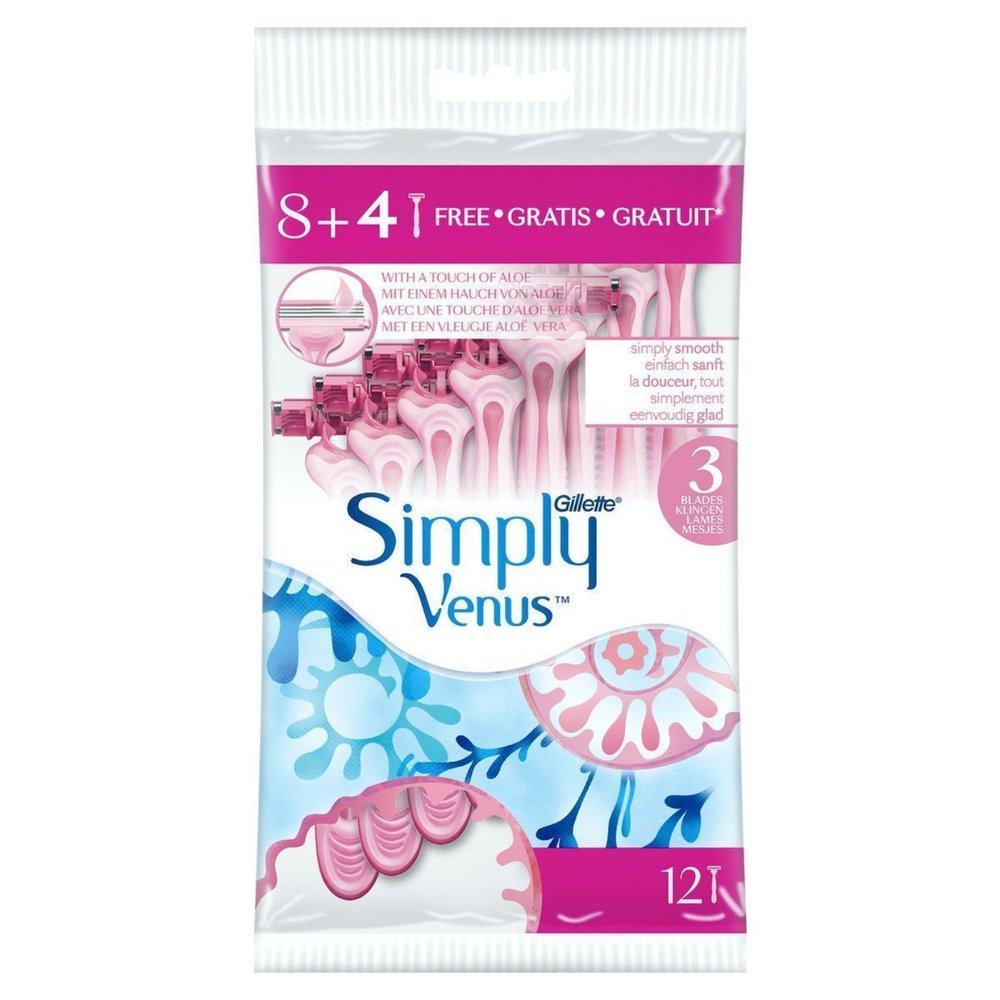 8+4 FREE • GRATIS • GRATUIT*
WITH A TOUCH OF ALOE
MIT EINEM HAUCH VON ALOE
AVEC UNE TOUCHE D'ALOE VERA
MET EEN VLEUGJE ALOË VERA
simply smooth
einfach sanft
la douceur, tout
simplement
eenvoudig glad
3
BLADES
KLINGEN
LAMES
MESJES
Gillette®
Simply
Venus™
12